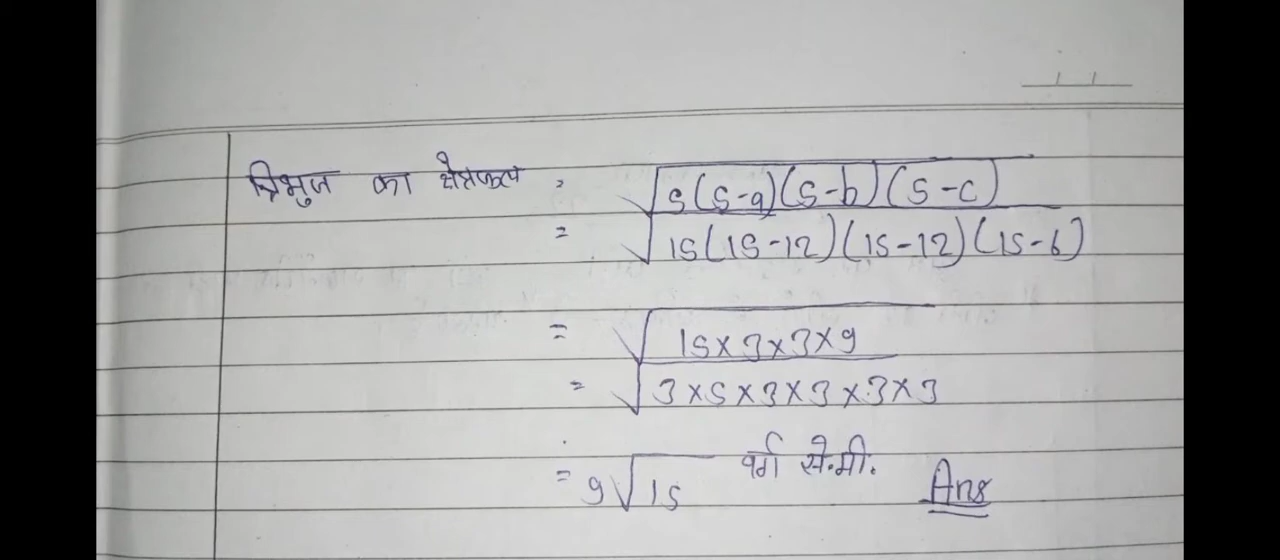 त्रिभुज का क्षेत्रफल = √s(s-a)(s-b)(s-c)
= √15(15-12)(15-12)(15-6)
= √15×3×3×9
= √3×5×3×3×3×3
= 9√15 वर्ग से.मी. Ans